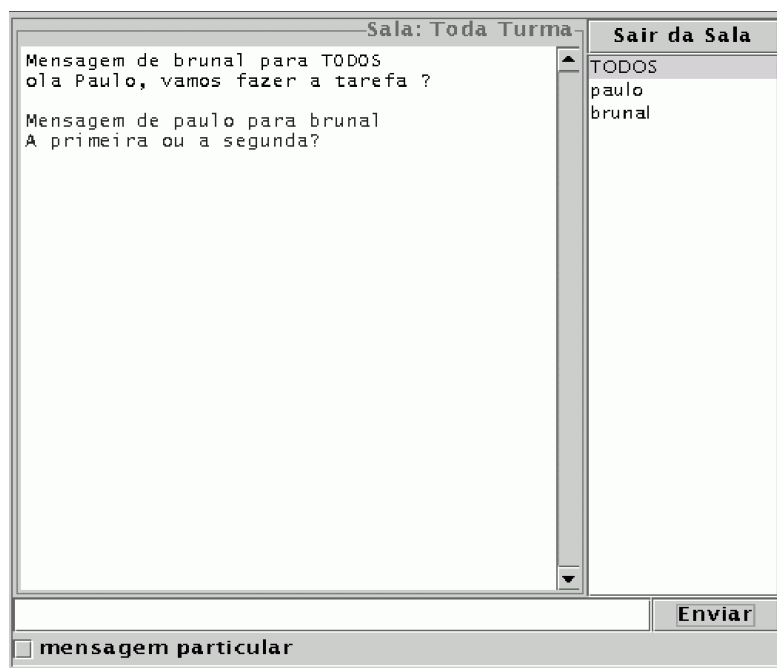 Sala: Toda Turma
Sair da Sala
Mensagem de brunal para TODOS
ola Paulo, vamos fazer a tarefa ?
Mensagem de paulo para brunal
A primeira ou a segunda?
TODOS
paulo
brunal
Enviar
mensagem particular